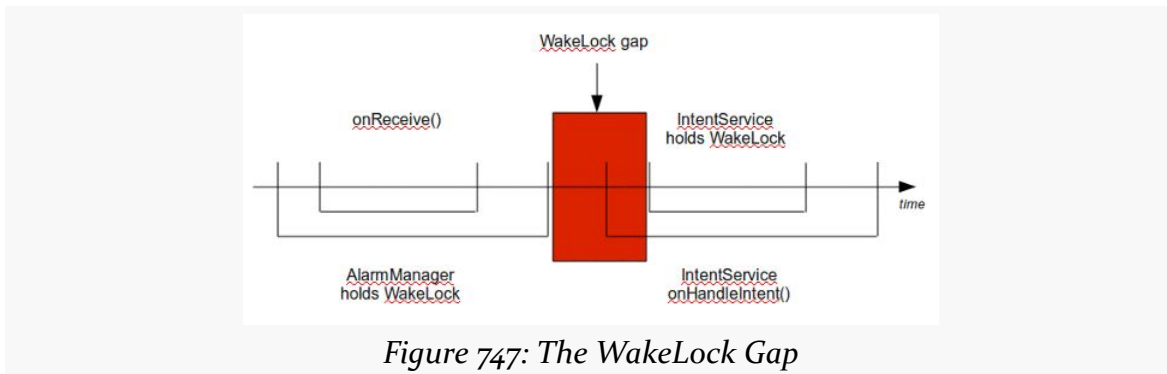 WakeLock gap
onReceive()
IntentService
holds WakeLock
time
AlarmManager
holds WakeLock
IntentService
onHandleIntent()
Figure 747: The WakeLock Gap